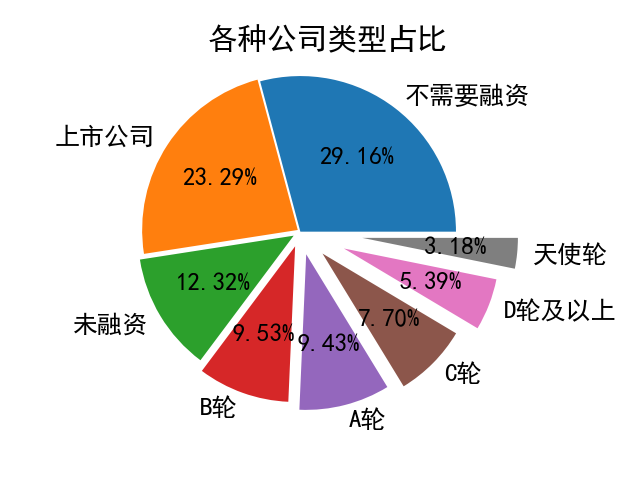 各种公司类型占比
不需要融资
29.16%
上市公司
23.29%
未融资
12.32%
B轮
9.53%
A轮
9.43%
C轮
7.70%
D轮及以上
5.39%
天使轮
3.18%